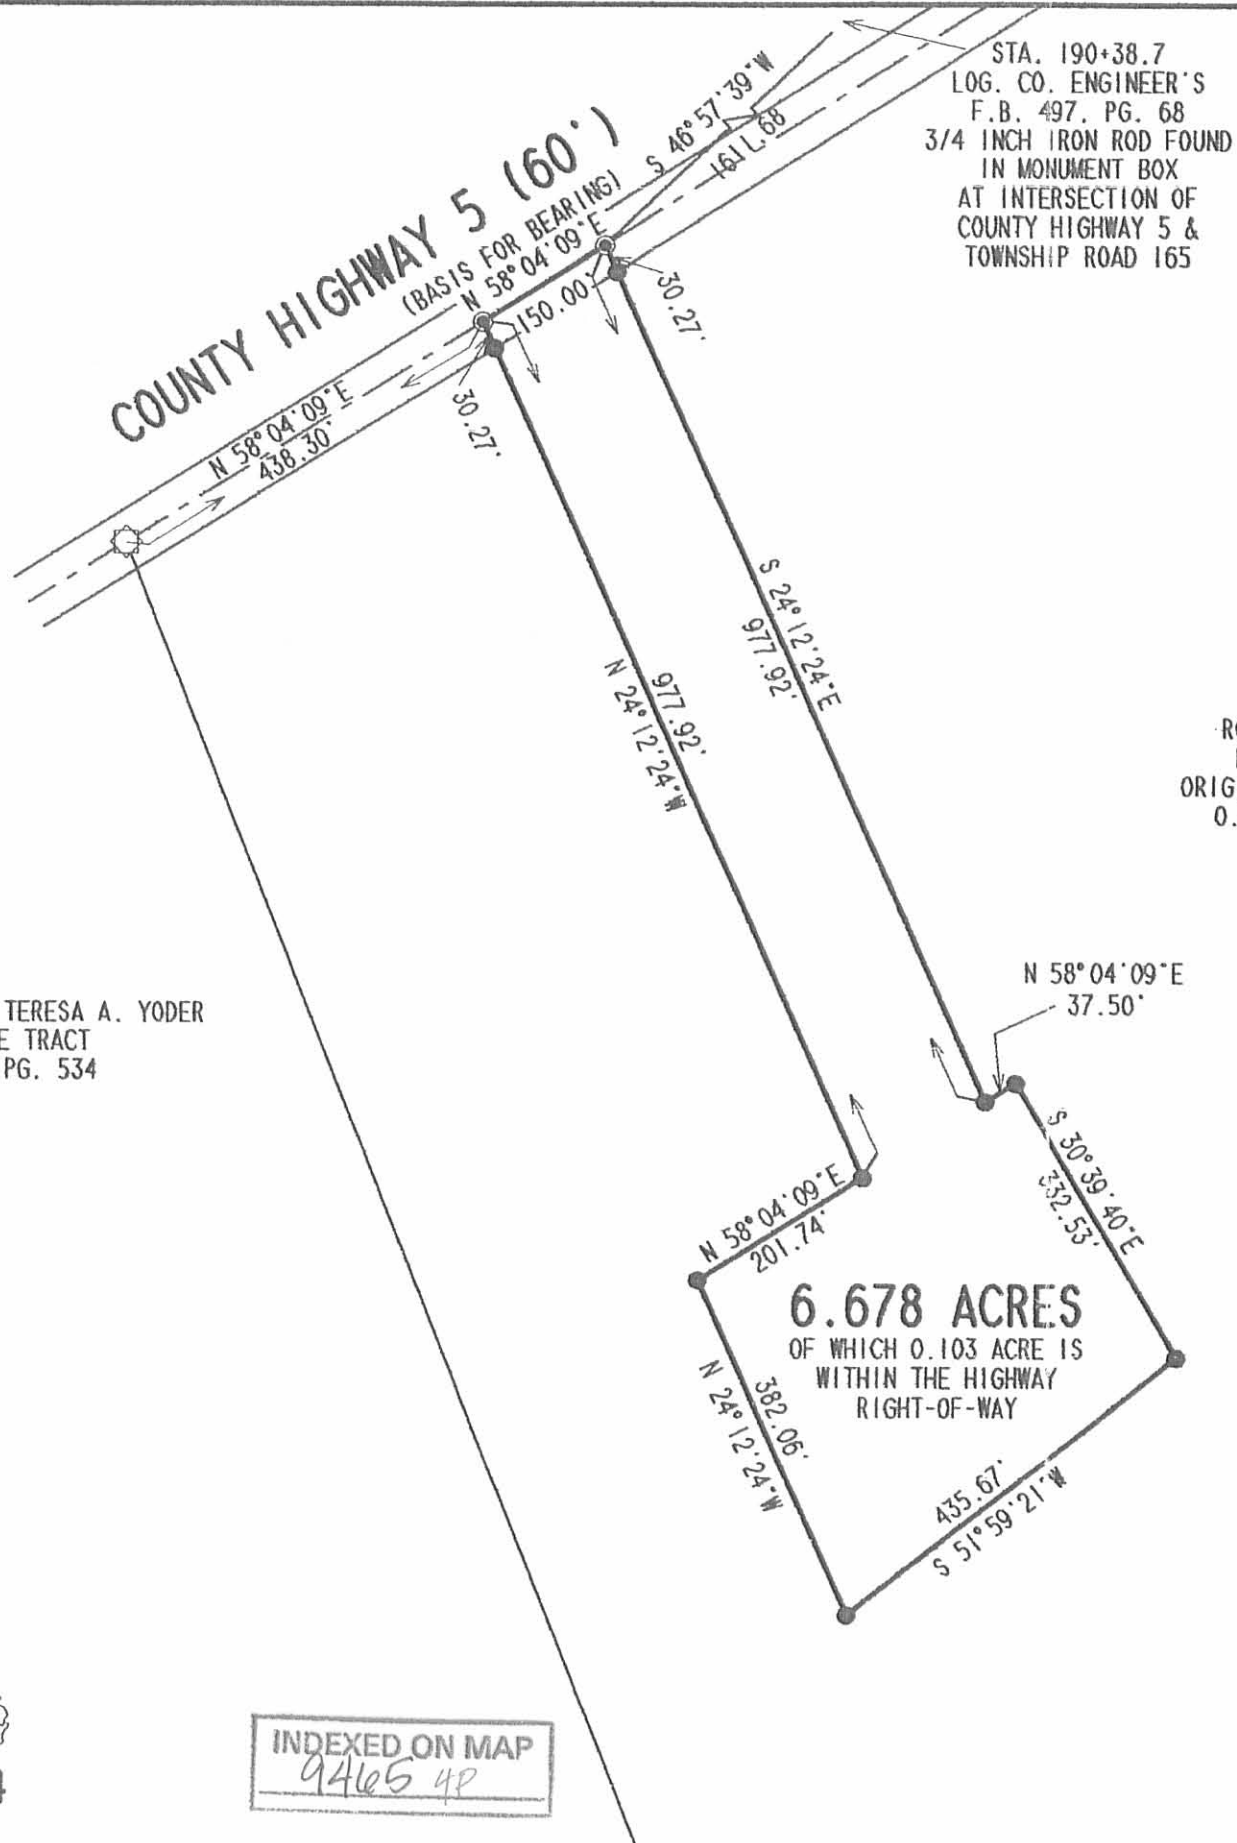 STA. 190+38.7
LOG. CO. ENGINEER'S
F.B. 497. PG. 68
3/4 INCH IRON ROD FOUND
IN MONUMENT BOX
AT INTERSECTION OF
COUNTY HIGHWAY 5 &
TOWNSHIP ROAD 165
S 46°57'39"W
1611.68
COUNTY HIGHWAY 5 (60')
(BASIS FOR BEARING)
N 58°04'09"E
150.00'
30.27'
30.27'
N 58°04'09"E
438.30'
S 24°12'24"E
977.92'
977.92'
N 24°12'24"W
ORIG
0.
TERESA A. YODER
E TRACT
PG. 534
N 58°04'09"E
37.50'
S 30°39'40"E
332.53'
N 58°04'09"E
201.74'
6.678 ACRES
OF WHICH 0.103 ACRE IS
WITHIN THE HIGHWAY
RIGHT-OF-WAY
382.06'
N 24°12'24"W
435.67'
S 51°59'21"W
INDEXED ON MAP
9465 4P